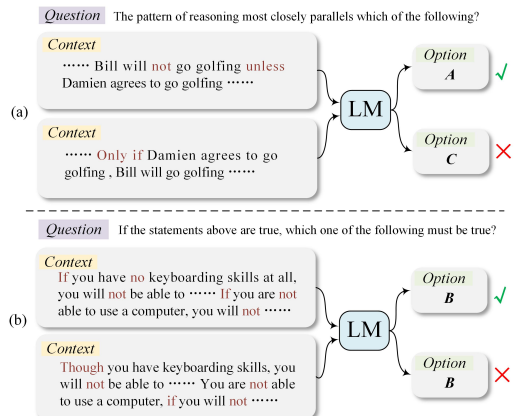 Question The pattern of reasoning most closely parallels which of the following?
Context
...... Bill will not go golfing unless
Damien agrees to go golfing ......
Option
A
✓
(a)
LM
Context
...... Only if Damien agrees to go
golfing , Bill will go golfing ......
Option
C
✗
Question If the statements above are true, which one of the following must be true?
Context
If you have no keyboarding skills at all,
you will not be able to ...... If you are not
able to use a computer, you will not ......
Option
B
✓
(b)
LM
Context
Though you have keyboarding skills, you
will not be able to ...... You are not able
to use a computer, if you will not ......
Option
B
✗